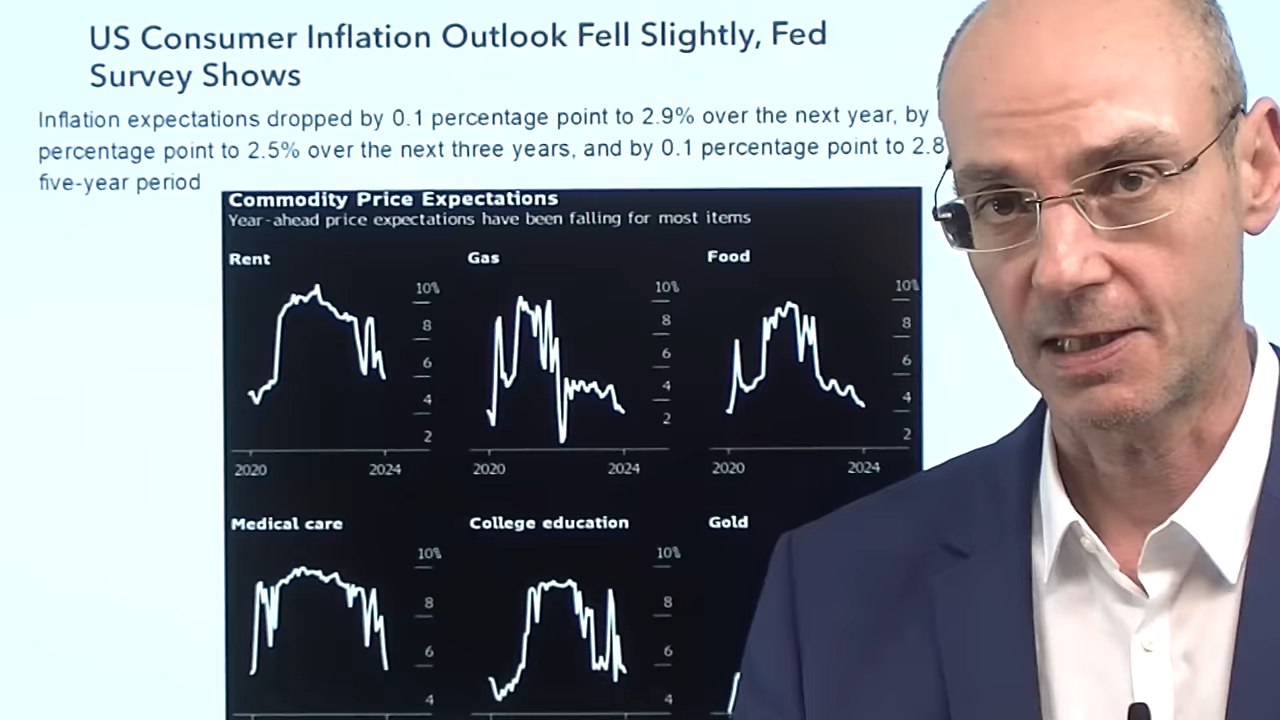 US Consumer Inflation Outlook Fell Slightly, Fed
Survey Shows
Inflation expectations dropped by 0.1 percentage point to 2.9% over the next year, by
percentage point to 2.5% over the next three years, and by 0.1 percentage point to 2.8
five-year period
Commodity Price Expectations
Year-ahead price expectations have been falling for most items
Rent Gas Food
10% 10% 10%
8 8 8
6 6 6
4 4 4
2 2 2
2020 2024 2020 2024 2020 2024
Medical care College education Gold
10% 10%
8 8
6 6
4 4